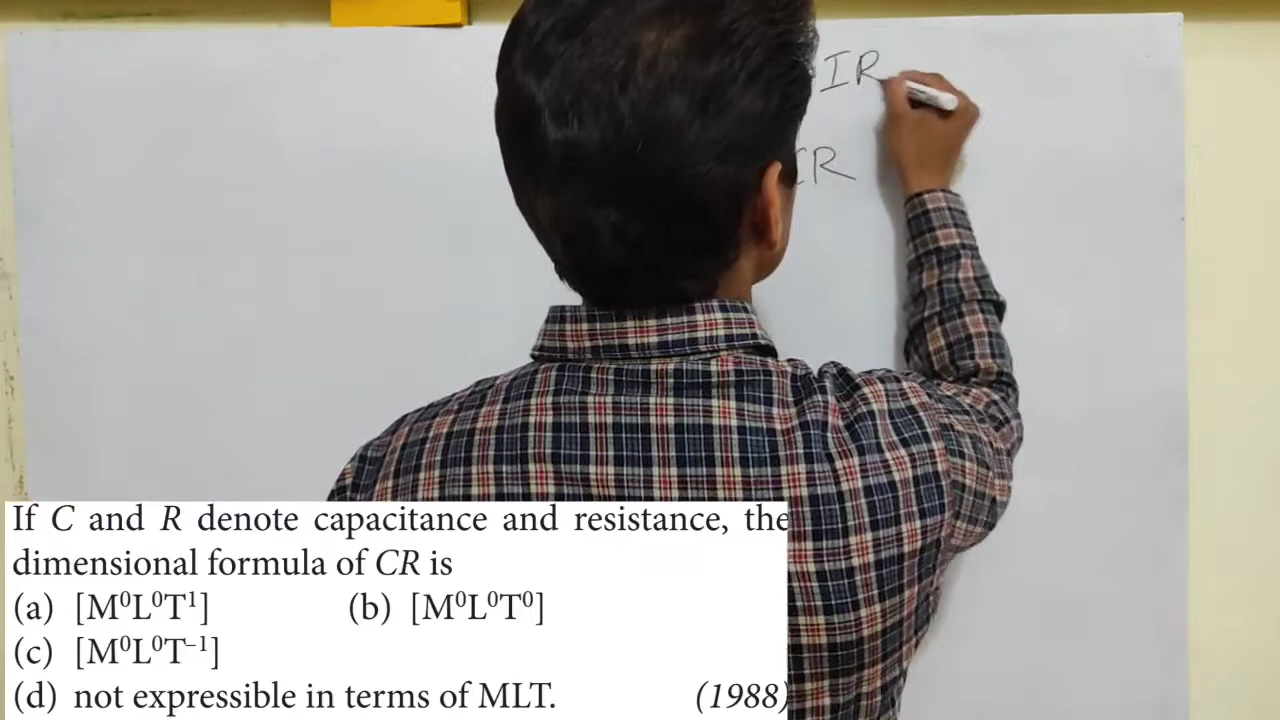 IR
R
If C and R denote capacitance and resistance, the
dimensional formula of CR is
(a) [M⁰L⁰T¹] (b) [M⁰L⁰T⁰]
(c) [M⁰L⁰T⁻¹]
(d) not expressible in terms of MLT. (1988)